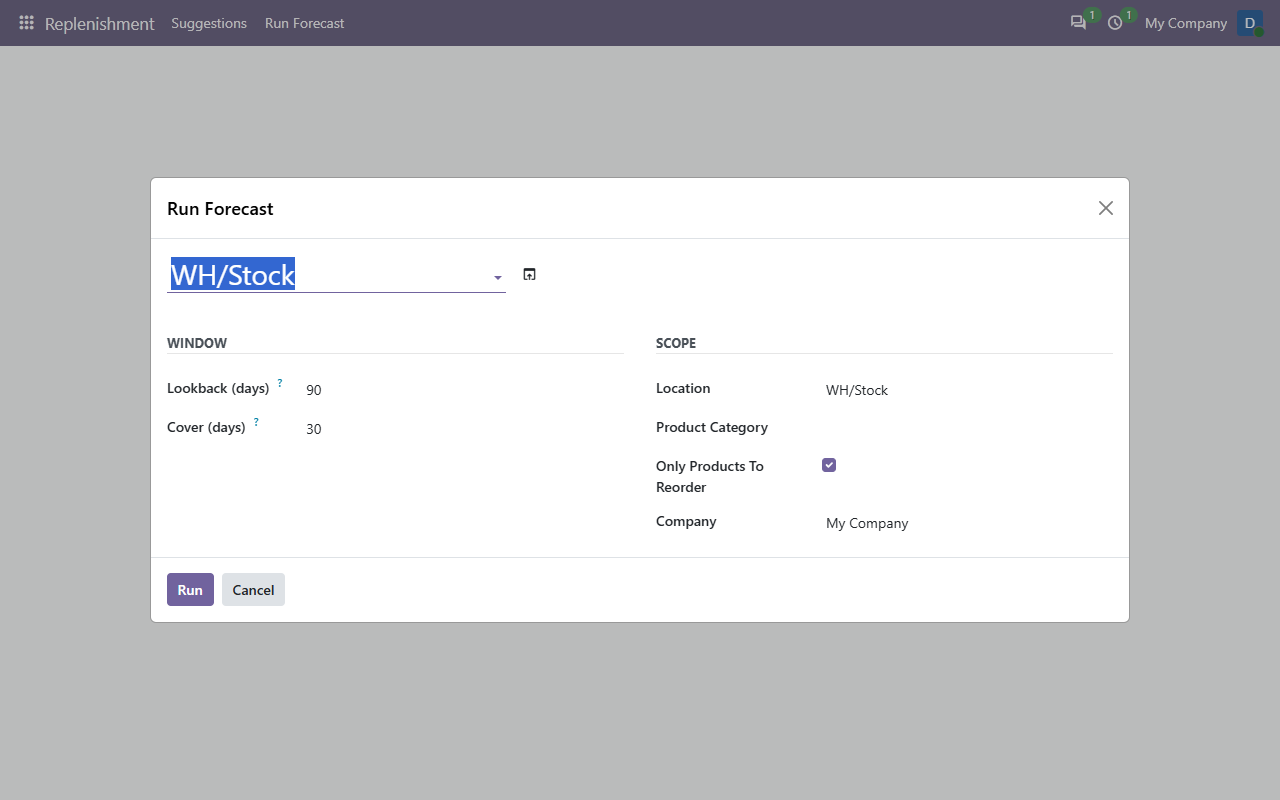 Replenishment Suggestions Run Forecast 1 1 My Company D
Run Forecast
WH/Stock
WINDOW
Lookback (days) ? 90
Cover (days) ? 30
SCOPE
Location WH/Stock
Product Category
Only Products To
Reorder
Company My Company
Run Cancel